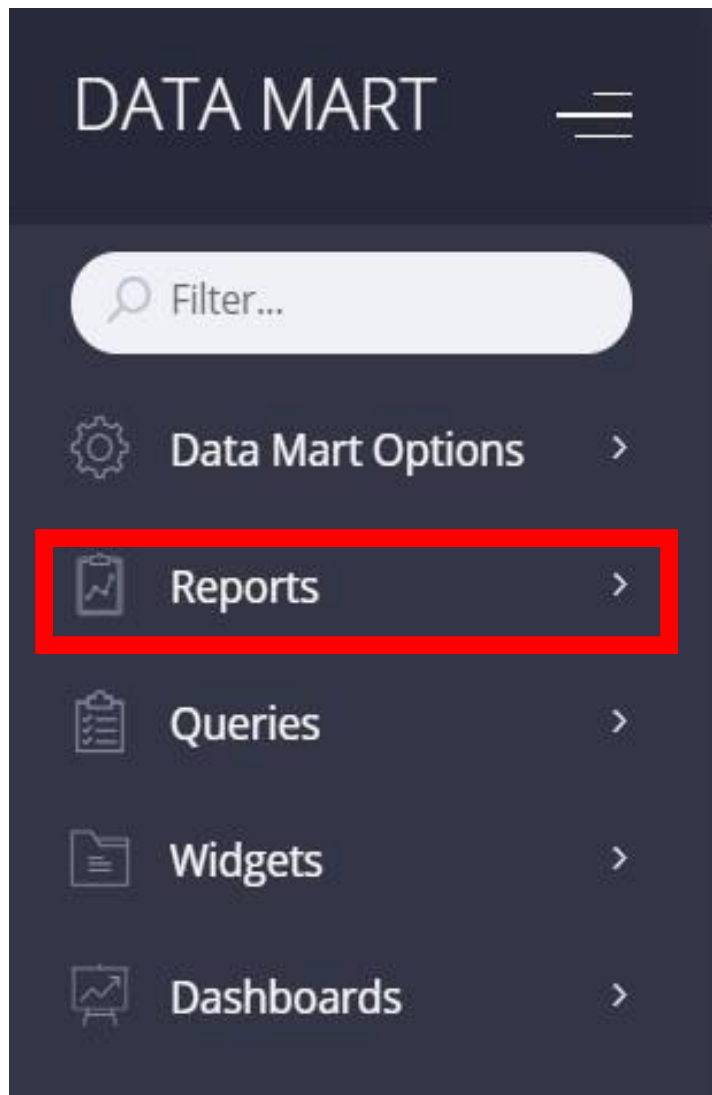 DATA MART
Filter...
Data Mart Options
Reports
Queries
Widgets
Dashboards